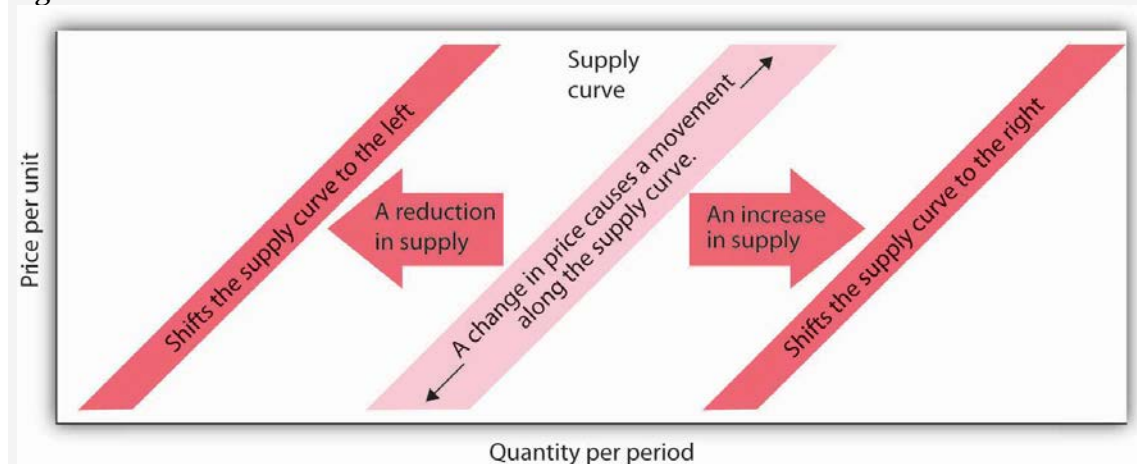 Supply
curve
Shifts the supply curve to the left
A reduction
in supply
A change in price causes a movement
along the supply curve.
An increase
in supply
Shifts the supply curve to the right
Price per unit
Quantity per period